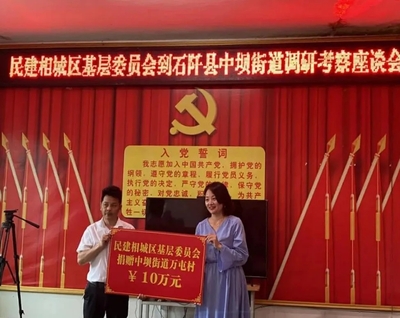 民建相城区基层委员会到石阡县中坝街道调研考察座谈会
入党誓词
我志愿加入中国共产党，拥护党的
纲领，遵守党的章程，履行党员义务，
执行党的决定，严守党的纪律，保守党
的秘密，对党忠诚，
民建相城区基层委员会
捐赠中坝街道万屯村
￥10万元